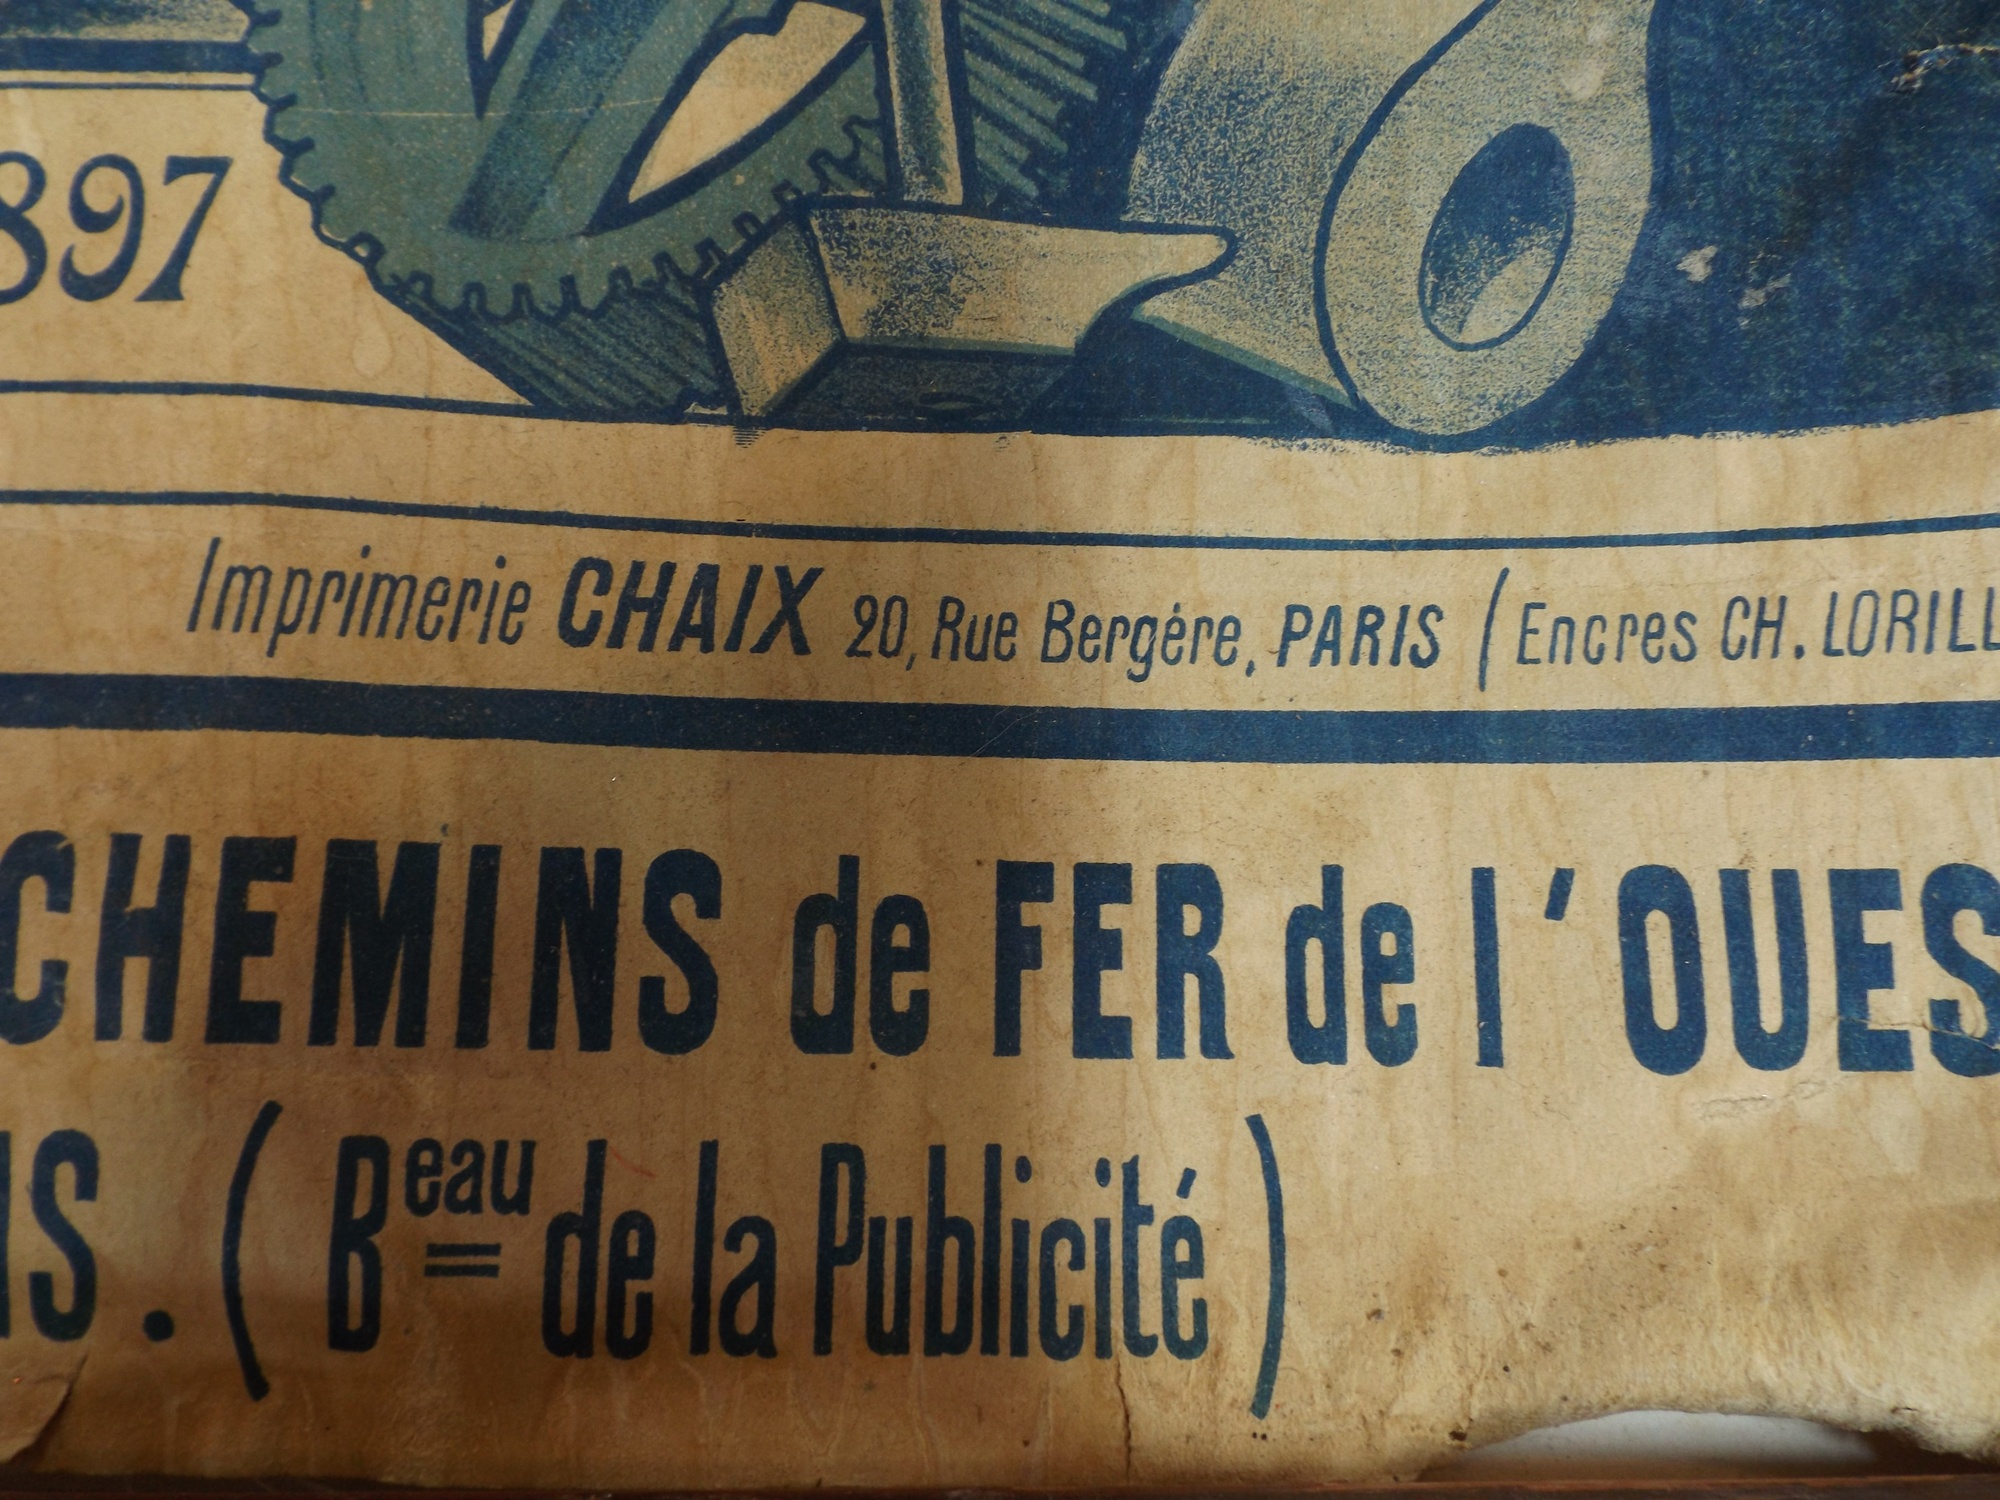 897
Imprimerie CHAIX 20, Rue Bergère, PARIS (Encres CH. LORILL
CHEMINS de FER de l'OUES
IS. (Beau de la Publicité)